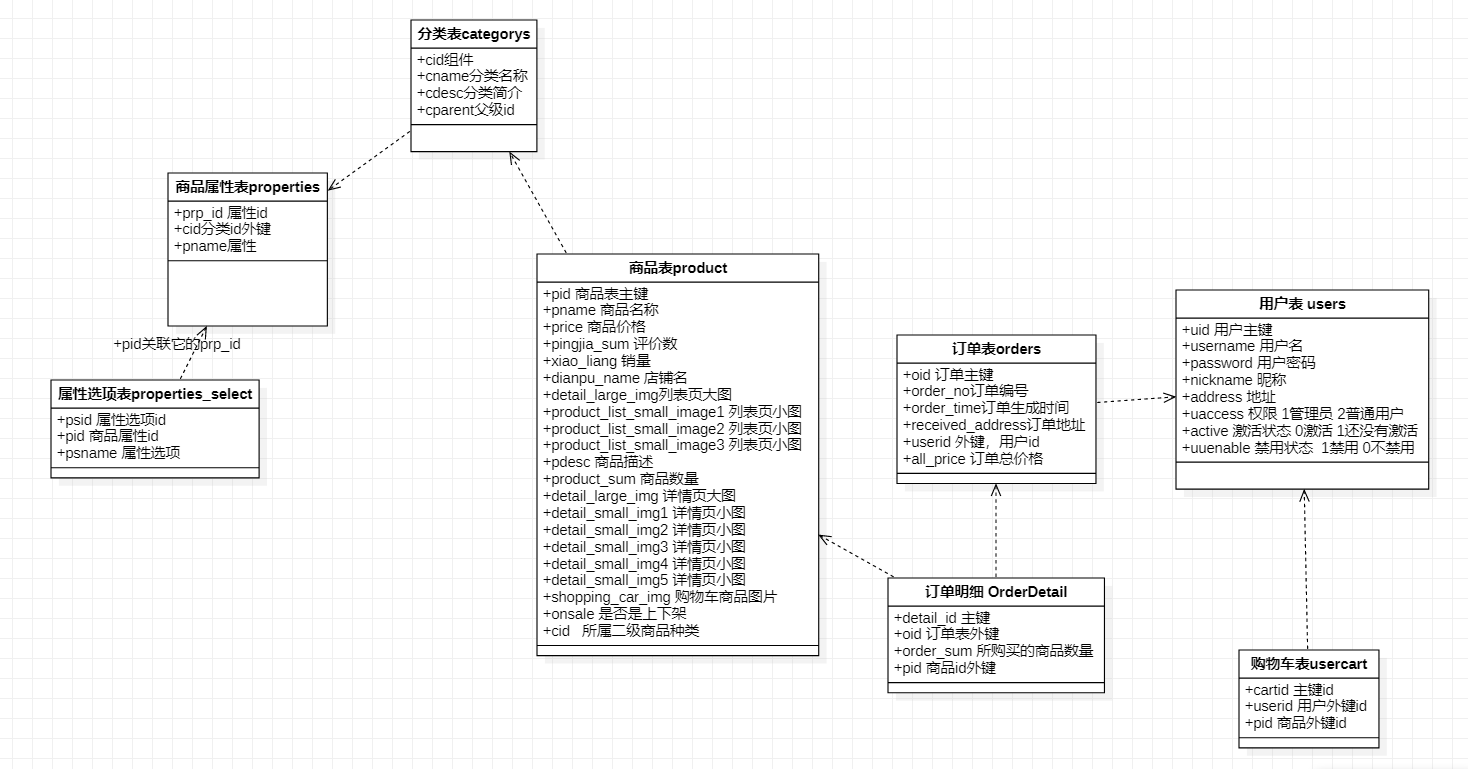 分类表categorys
+cid组件
+cname分类名称
+cdesc分类简介
+cparent父级id
商品属性表properties
+prp_id 属性id
+cid分类id外键
+pname属性
+pid关联它的prp_id
属性选项表properties_select
+psid 属性选项id
+pid 商品属性id
+psname 属性选项
商品表product
+pid 商品表主键
+pname 商品名称
+price 商品价格
+pingjia_sum 评价数
+xiao_liang 销量
+dianpu_name 店铺名
+detail_large_img列表页大图
+product_list_small_image1 列表页小图
+product_list_small_image2 列表页小图
+product_list_small_image3 列表页小图
+pdesc 商品描述
+product_sum 商品数量
+detail_large_img 详情页大图
+detail_small_img1 详情页小图
+detail_small_img2 详情页小图
+detail_small_img3 详情页小图
+detail_small_img4 详情页小图
+detail_small_img5 详情页小图
+shopping_car_img 购物车商品图片
+onsale 是否是上下架
+cid 所属二级商品种类
订单表orders
+oid 订单主键
+order_no订单编号
+order_time订单生成时间
+received_address订单地址
+userid 外键，用户id
+all_price 订单总价格
订单明细 OrderDetail
+detail_id 主键
+oid 订单表外键
+order_sum 所购买的商品数量
+pid 商品id外键
用户表 users
+uid 用户主键
+username 用户名
+password 用户密码
+nickname 昵称
+address 地址
+uaccess 权限 1管理员 2普通用户
+active 激活状态 0激活 1还没有激活
+uuenable 禁用状态 1禁用 0不禁用
购物车表usercart
+cartid 主键id
+userid 用户外键id
+pid 商品外键id